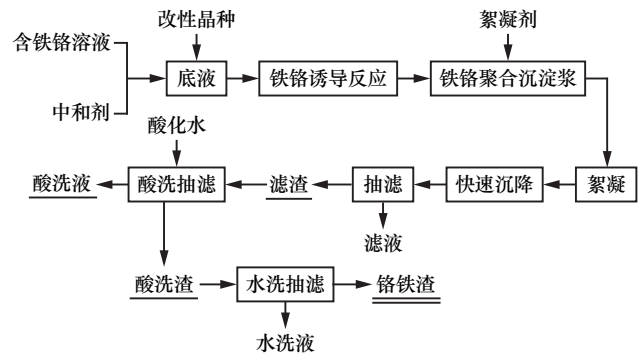 改性晶种
絮凝剂
含铁铬溶液
底液
铁铬诱导反应
铁铬聚合沉淀浆
中和剂
酸化水
酸洗液
酸洗抽滤
滤渣
抽滤
快速沉降
絮凝
滤液
酸洗渣
水洗抽滤
铬铁渣
水洗液